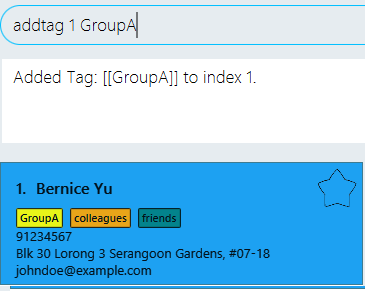 addtag 1 GroupA
Added Tag: [[GroupA]] to index 1.
1. Bernice Yu
GroupA colleagues friends
91234567
Blk 30 Lorong 3 Serangoon Gardens, #07-18
johndoe@example.com